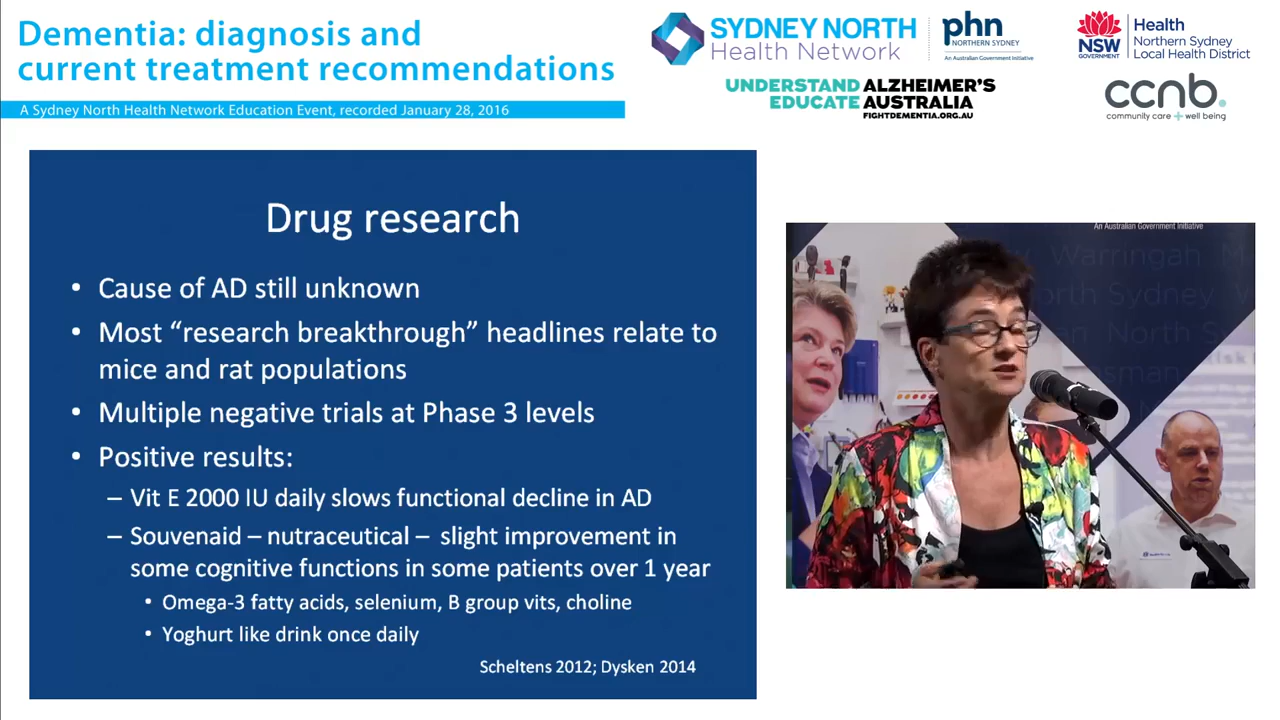 Dementia: diagnosis and
current treatment recommendations
A Sydney North Health Network Education Event, recorded January 28, 2016
SYDNEY NORTH
Health Network
phn
NORTHERN SYDNEY
An Australian Government Initiative
NSW
GOVERNMENT
Health
Northern Sydney
Local Health District
UNDERSTAND ALZHEIMER'S
EDUCATE AUSTRALIA
FIGHTDEMENTIA.ORG.AU
ccnb.
community care + well being
Drug research
• Cause of AD still unknown
• Most “research breakthrough” headlines relate to
mice and rat populations
• Multiple negative trials at Phase 3 levels
• Positive results:
– Vit E 2000 IU daily slows functional decline in AD
– Souvenaid – nutraceutical – slight improvement in
some cognitive functions in some patients over 1 year
• Omega-3 fatty acids, selenium, B group vits, choline
• Yoghurt like drink once daily
Scheltens 2012; Dysken 2014
An Australian Government Initiative
Warringah
North Sydney
North